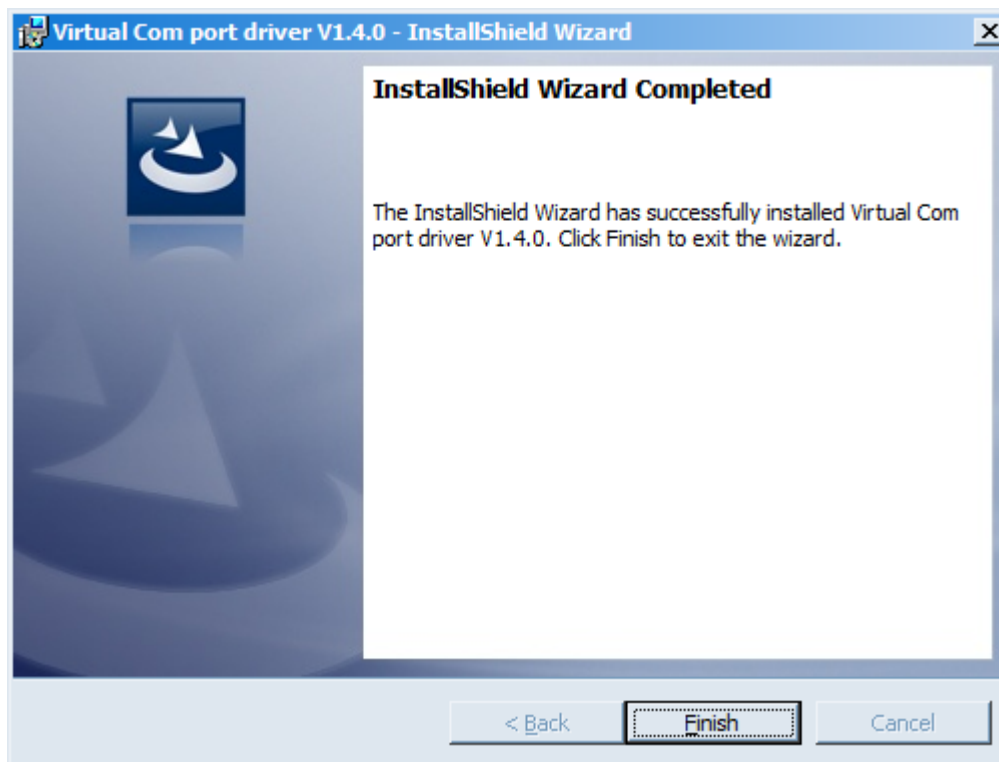 Virtual Com port driver V1.4.0 - InstallShield Wizard
InstallShield Wizard Completed
The InstallShield Wizard has successfully installed Virtual Com
port driver V1.4.0. Click Finish to exit the wizard.
< Back
Finish
Cancel